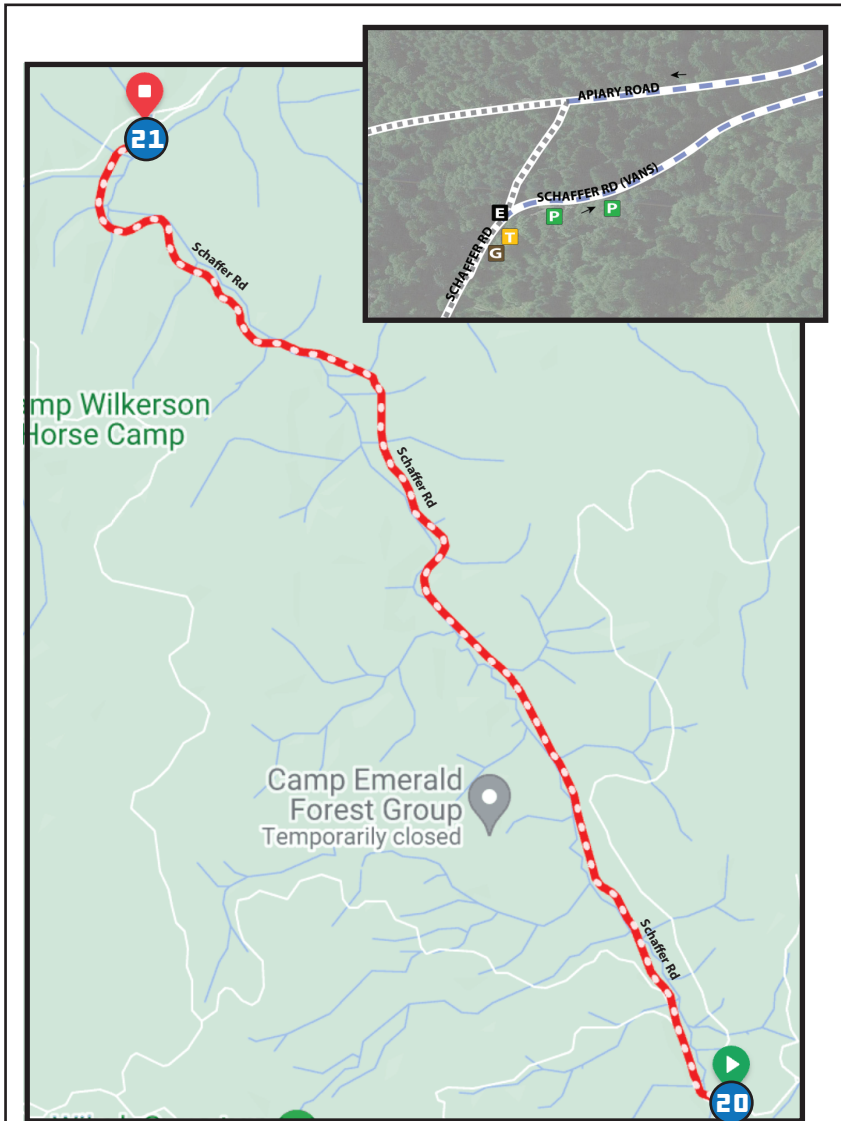 APIARY ROAD
SCHAFFER RD (VANS)
P
P
E
T
G
SCHAFFER RD
21
Schaffer Rd
mp Wilkerson
Horse Camp
Schaffer Rd
Camp Emerald
Forest Group
Temporarily closed
Schaffer Rd
20